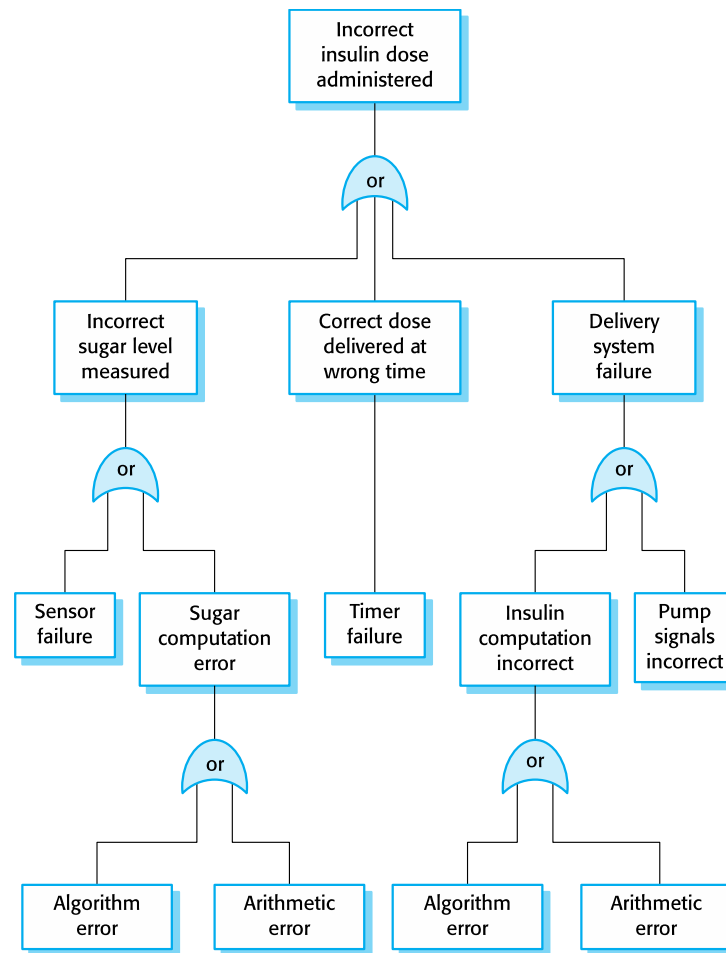 Incorrect
insulin dose
administered
or
Incorrect
sugar level
measured
Correct dose
delivered at
wrong time
Delivery
system
failure
or
or
Sensor
failure
Sugar
computation
error
Timer
failure
Insulin
computation
incorrect
Pump
signals
incorrect
or
or
Algorithm
error
Arithmetic
error
Algorithm
error
Arithmetic
error